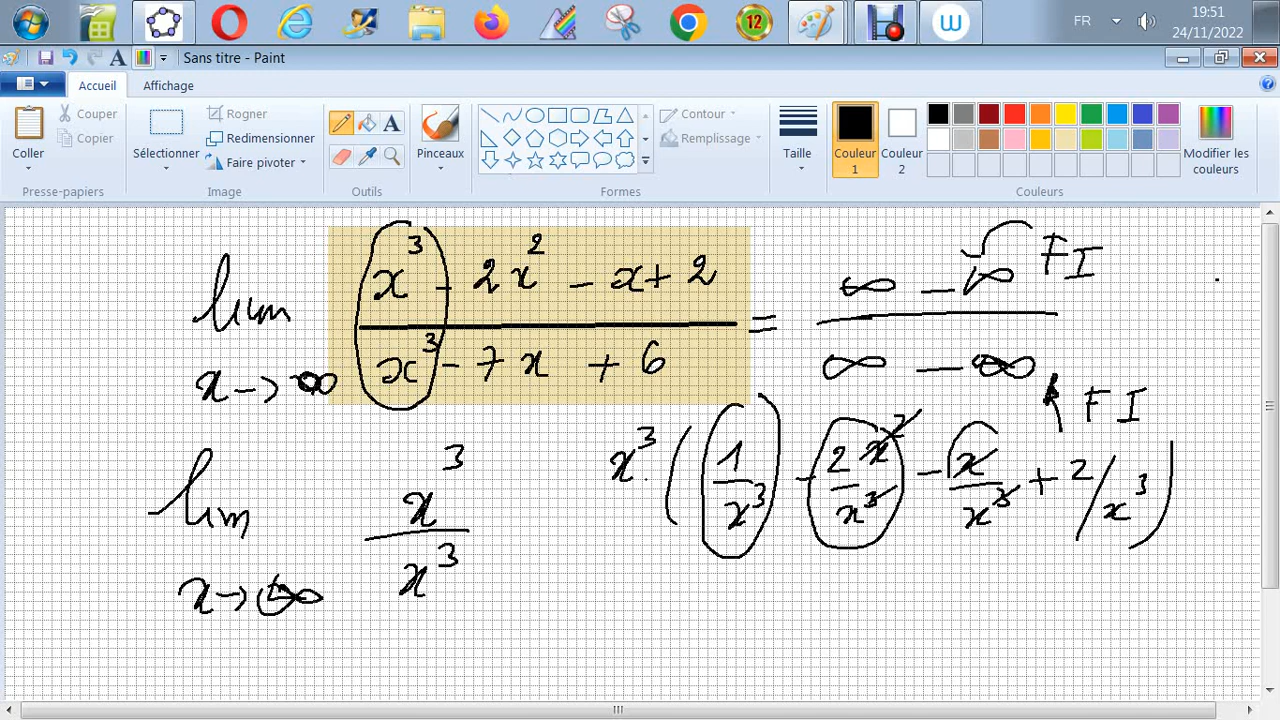 12
FR
19:51
24/11/2022
Sans titre - Paint
Accueil Affichage
Coller
Couper
Copier
Presse-papiers
Sélectionner
Rogner
Redimensionner
Faire pivoter
Image
Outils
Pinceaux
Formes
Contour
Remplissage
Taille
Couleur 1
Couleur 2
Modifier les couleurs
Couleurs
lim x→∞ (x³ - 2x² - x + 2)/(x³ - 7x + 6) = (∞ - ∞)/(∞ - ∞) FI
FI
lim x→∞ x³/x³
x³ (1/x³ - 2x²/x³ - x/x³ + 2/x³)